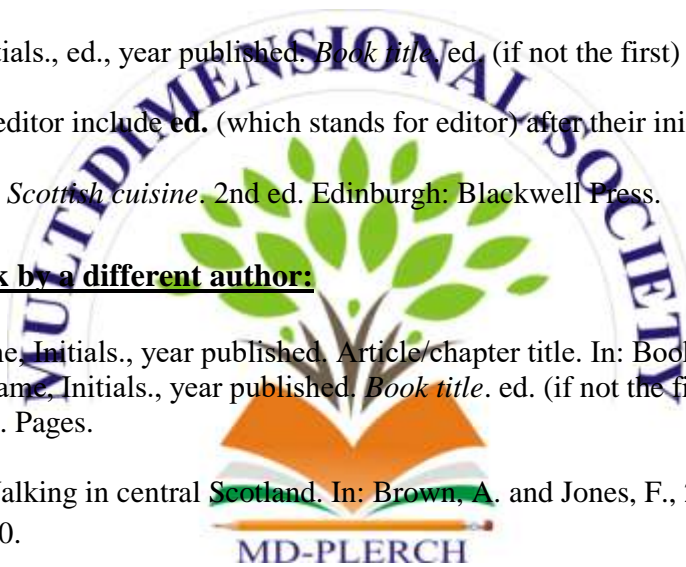 tials., ed., year published. Book title. ed. (if not the first)
editor include ed. (which stands for editor) after their ini
Scottish cuisine. 2nd ed. Edinburgh: Blackwell Press.
k by a different author:
ne, Initials., year published. Article/chapter title. In: Book
ame, Initials., year published. Book title. ed. (if not the fi
. Pages.
Walking in central Scotland. In: Brown, A. and Jones, F.,
0.
MULTIDIMENSIONAL SOCIETY
MD-PLERCH